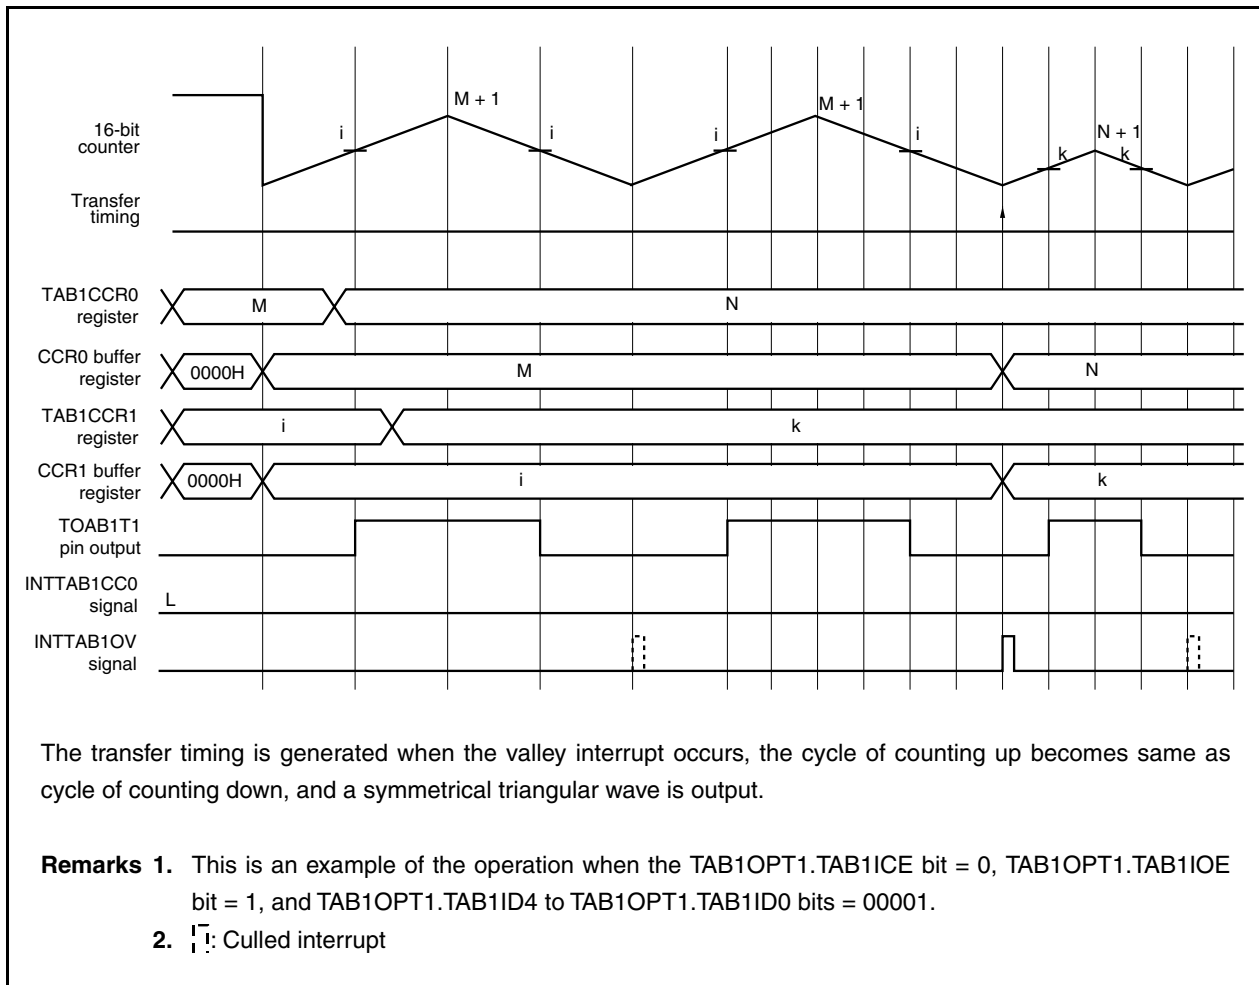 M + 1
M + 1
N + 1
i
i
i
i
k
k
16-bit
counter
Transfer
timing
TAB1CCR0
register
M
N
CCR0 buffer
register
0000H
M
N
TAB1CCR1
register
i
k
CCR1 buffer
register
0000H
i
k
TOAB1T1
pin output
INTTAB1CC0
signal
L
INTTAB1OV
signal
The transfer timing is generated when the valley interrupt occurs, the cycle of counting up becomes same as
cycle of counting down, and a symmetrical triangular wave is output.
Remarks 1. This is an example of the operation when the TAB1OPT1.TAB1ICE bit = 0, TAB1OPT1.TAB1IOE
bit = 1, and TAB1OPT1.TAB1ID4 to TAB1OPT1.TAB1ID0 bits = 00001.
2. : Culled interrupt